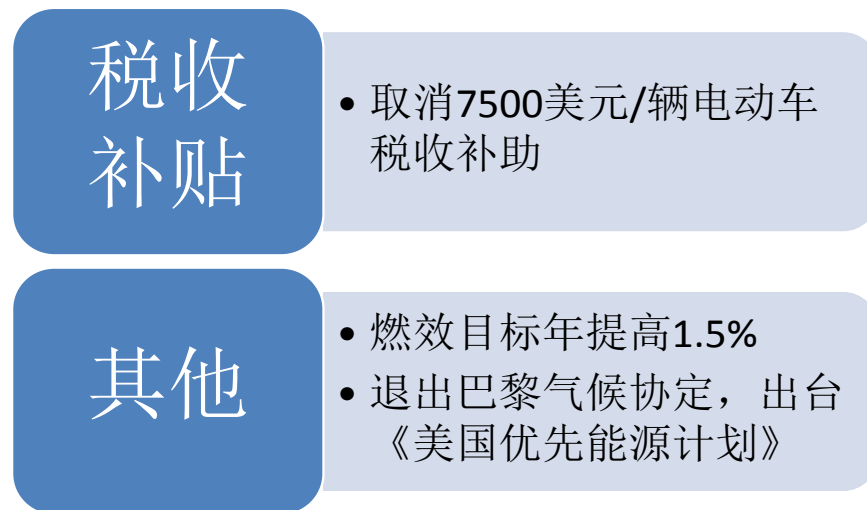 税收
补贴
• 取消7500美元/辆电动车
税收补助
其他
• 燃效目标年提高1.5%
• 退出巴黎气候协定，出台
《美国优先能源计划》